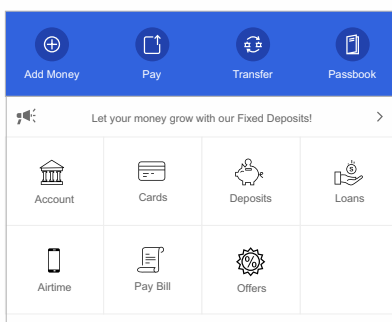 Add Money Pay Transfer Passbook
Let your money grow with our Fixed Deposits!
Account Cards Deposits Loans
Airtime Pay Bill Offers